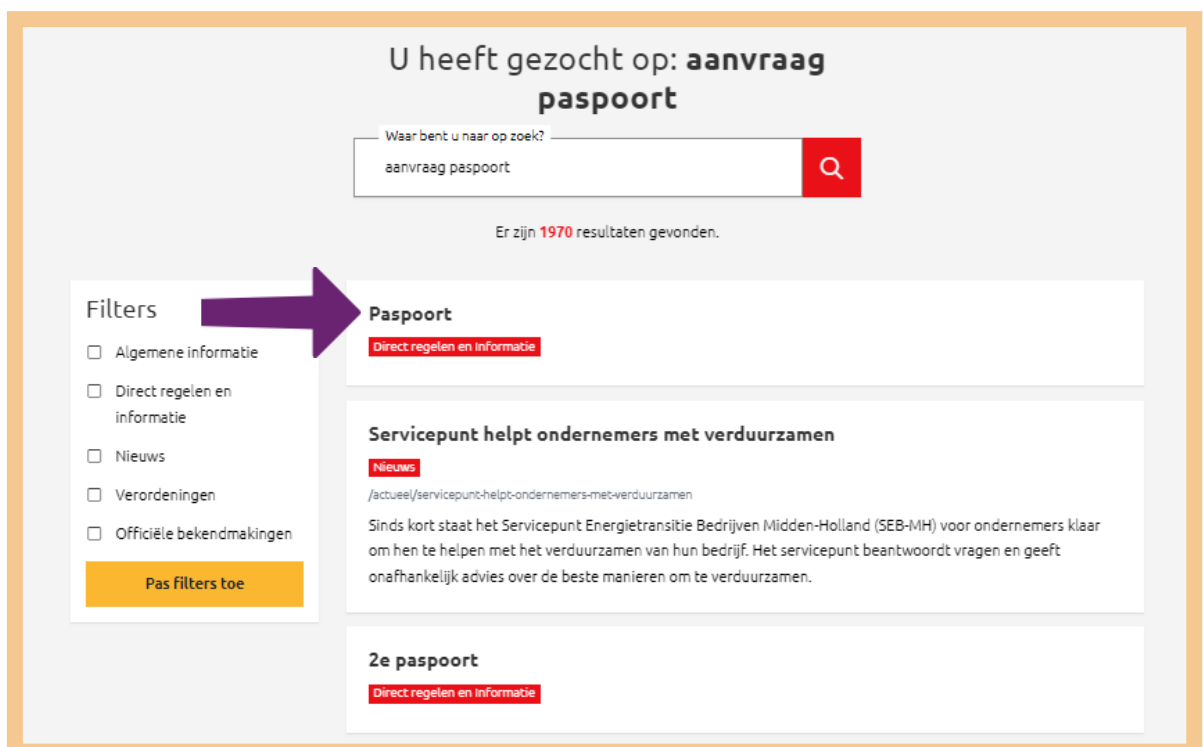 U heeft gezocht op: aanvraag
paspoort
Waar bent u naar op zoek?
aanvraag paspoort
Er zijn 1970 resultaten gevonden.
Filters
Algemene informatie
Direct regelen en
informatie
Nieuws
Verordeningen
Officiële bekendmakingen
Pas filters toe
Paspoort
Direct regelen en Informatie
Servicepunt helpt ondernemers met verduurzamen
Nieuws
/actueel/servicepunt-helpt-ondernemers-met-verduurzamen
Sinds kort staat het Servicepunt Energietransitie Bedrijven Midden-Holland (SEB-MH) voor ondernemers klaar
om hen te helpen met het verduurzamen van hun bedrijf. Het servicepunt beantwoordt vragen en geeft
onafhankelijk advies over de beste manieren om te verduurzamen.
2e paspoort
Direct regelen en Informatie